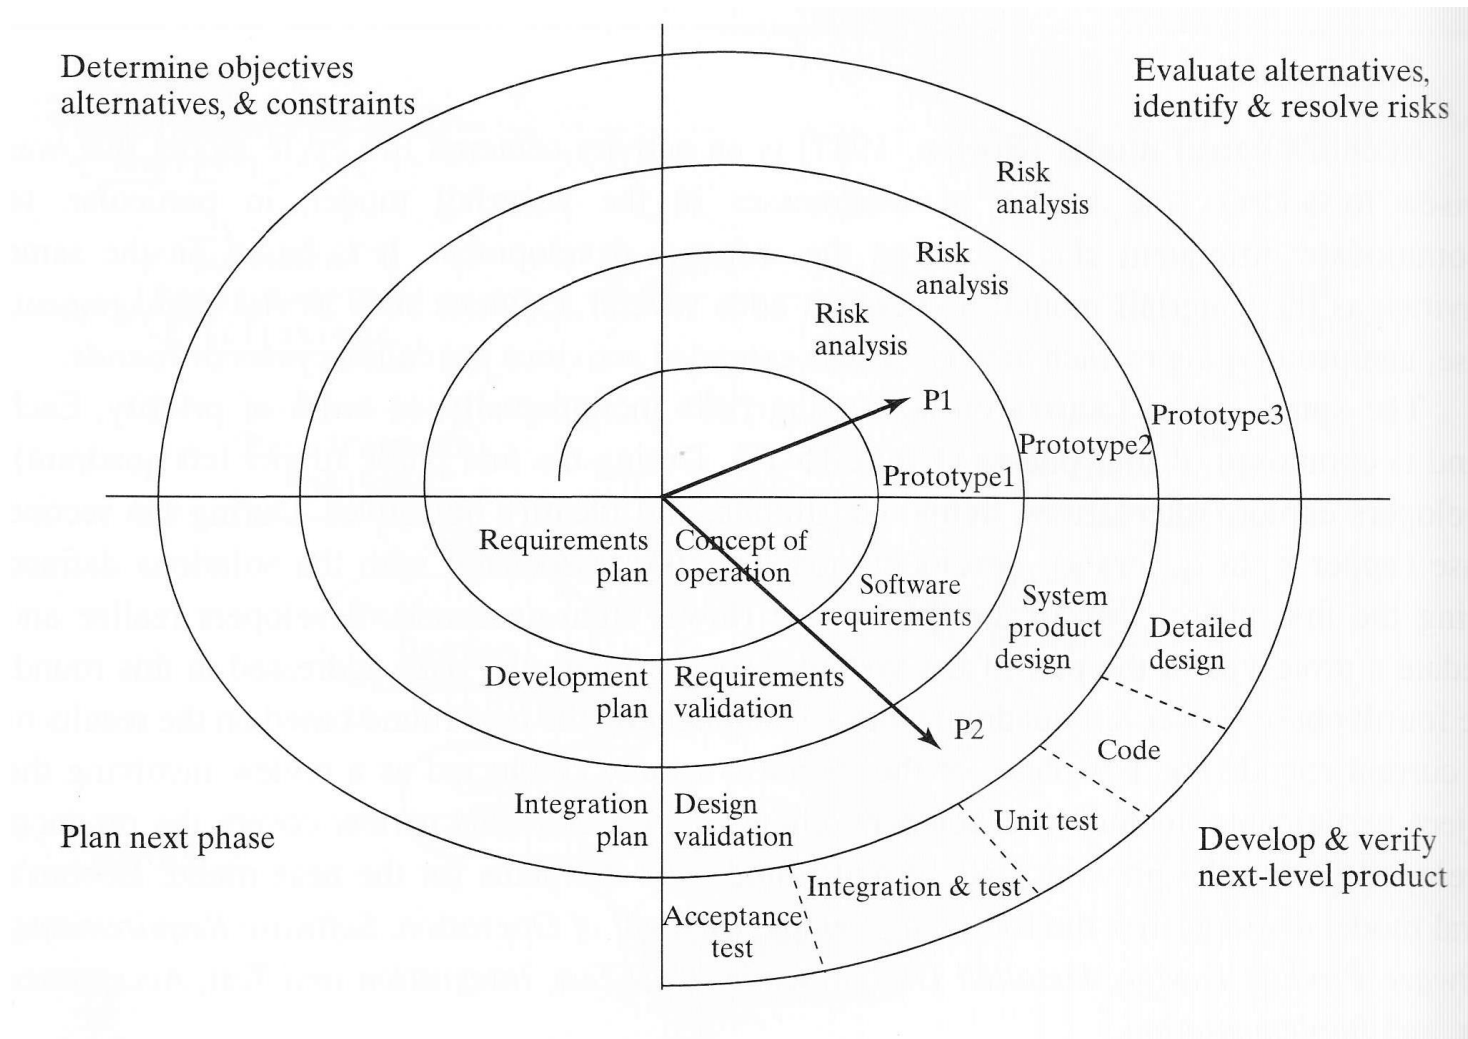 Determine objectives
alternatives, & constraints
Evaluate alternatives,
identify & resolve risks
Risk
analysis
Risk
analysis
Risk
analysis
P1
Prototype1
Prototype2
Prototype3
Requirements
plan
Concept of
operation
Software
requirements
System
product
design
Detailed
design
Development
plan
Requirements
validation
P2
Code
Integration
plan
Design
validation
Unit test
Integration & test
Acceptance
test
Plan next phase
Develop & verify
next-level product